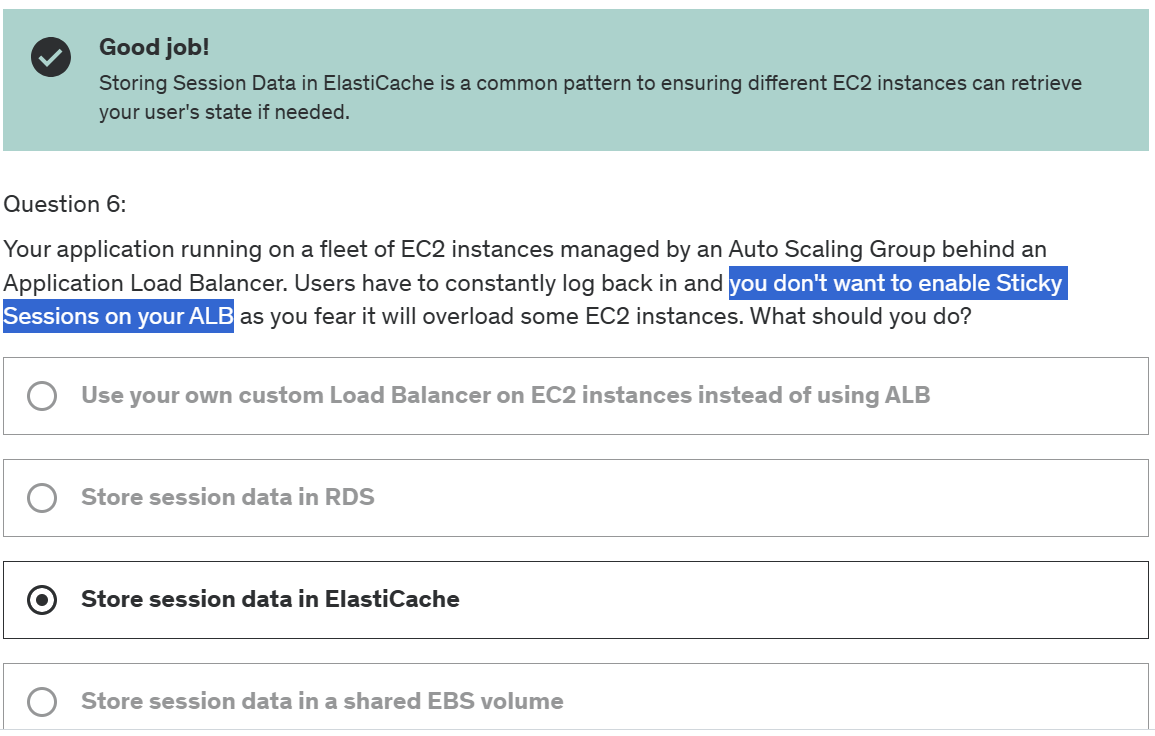 Good job!
Storing Session Data in ElastiCache is a common pattern to ensuring different EC2 instances can retrieve
your user's state if needed.
Question 6:
Your application running on a fleet of EC2 instances managed by an Auto Scaling Group behind an
Application Load Balancer. Users have to constantly log back in and you don't want to enable Sticky
Sessions on your ALB as you fear it will overload some EC2 instances. What should you do?
Use your own custom Load Balancer on EC2 instances instead of using ALB
Store session data in RDS
Store session data in ElastiCache
Store session data in a shared EBS volume